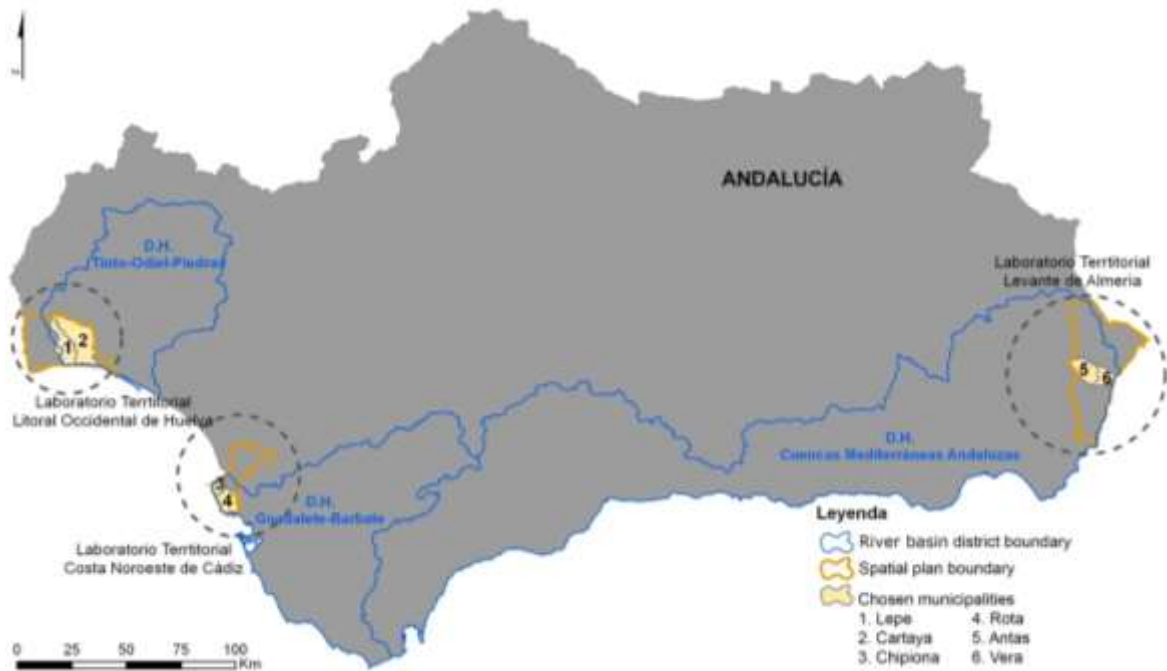 ANDALUCÍA
D.H.
Tinto-Odiel-Piedras
Laboratorio Terrtitorial
Levante de Almería
1
2
5
6
Laboratorio Territorial
Litoral Occidental de Huelva
D.H.
Cuencas Mediterráneas Andaluzas
3
4
D.H.
Guadalete-Barbate
Laboratorio Territorial
Costa Noroeste de Cádiz
Leyenda
River basin district boundary
Spatial plan boundary
Chosen municipalities
1. Lepe 4. Rota
2. Cartaya 5. Antas
3. Chipiona 6. Vera
0 25 50 75 100
Km